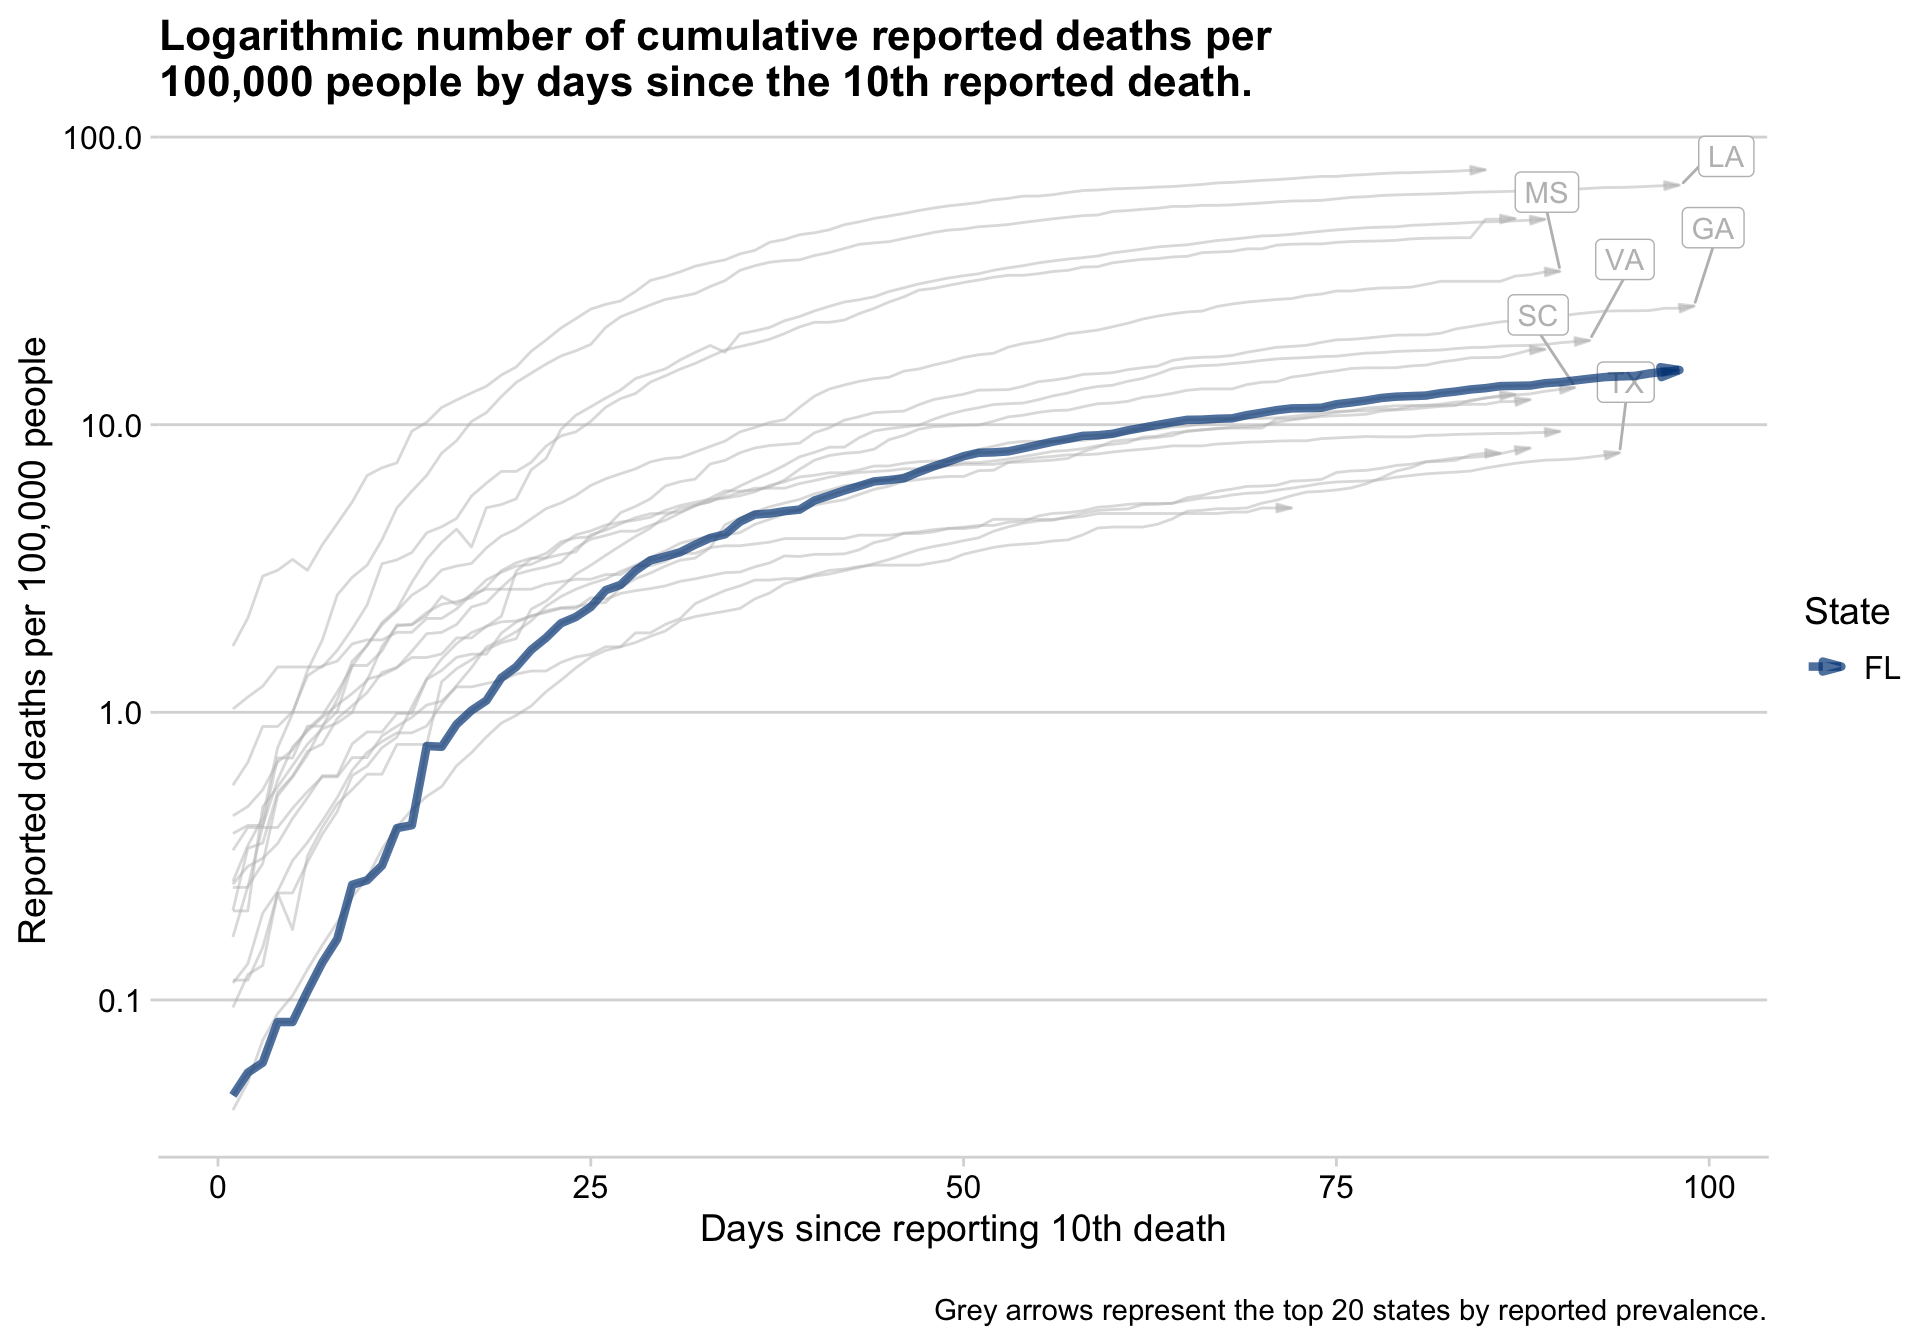 Logarithmic number of cumulative reported deaths per
100,000 people by days since the 10th reported death.
Reported deaths per 100,000 people
100.0
10.0
1.0
0.1
LA
MS
GA
VA
SC
TX
State
FL
0
25
50
75
100
Days since reporting 10th death
Grey arrows represent the top 20 states by reported prevalence.